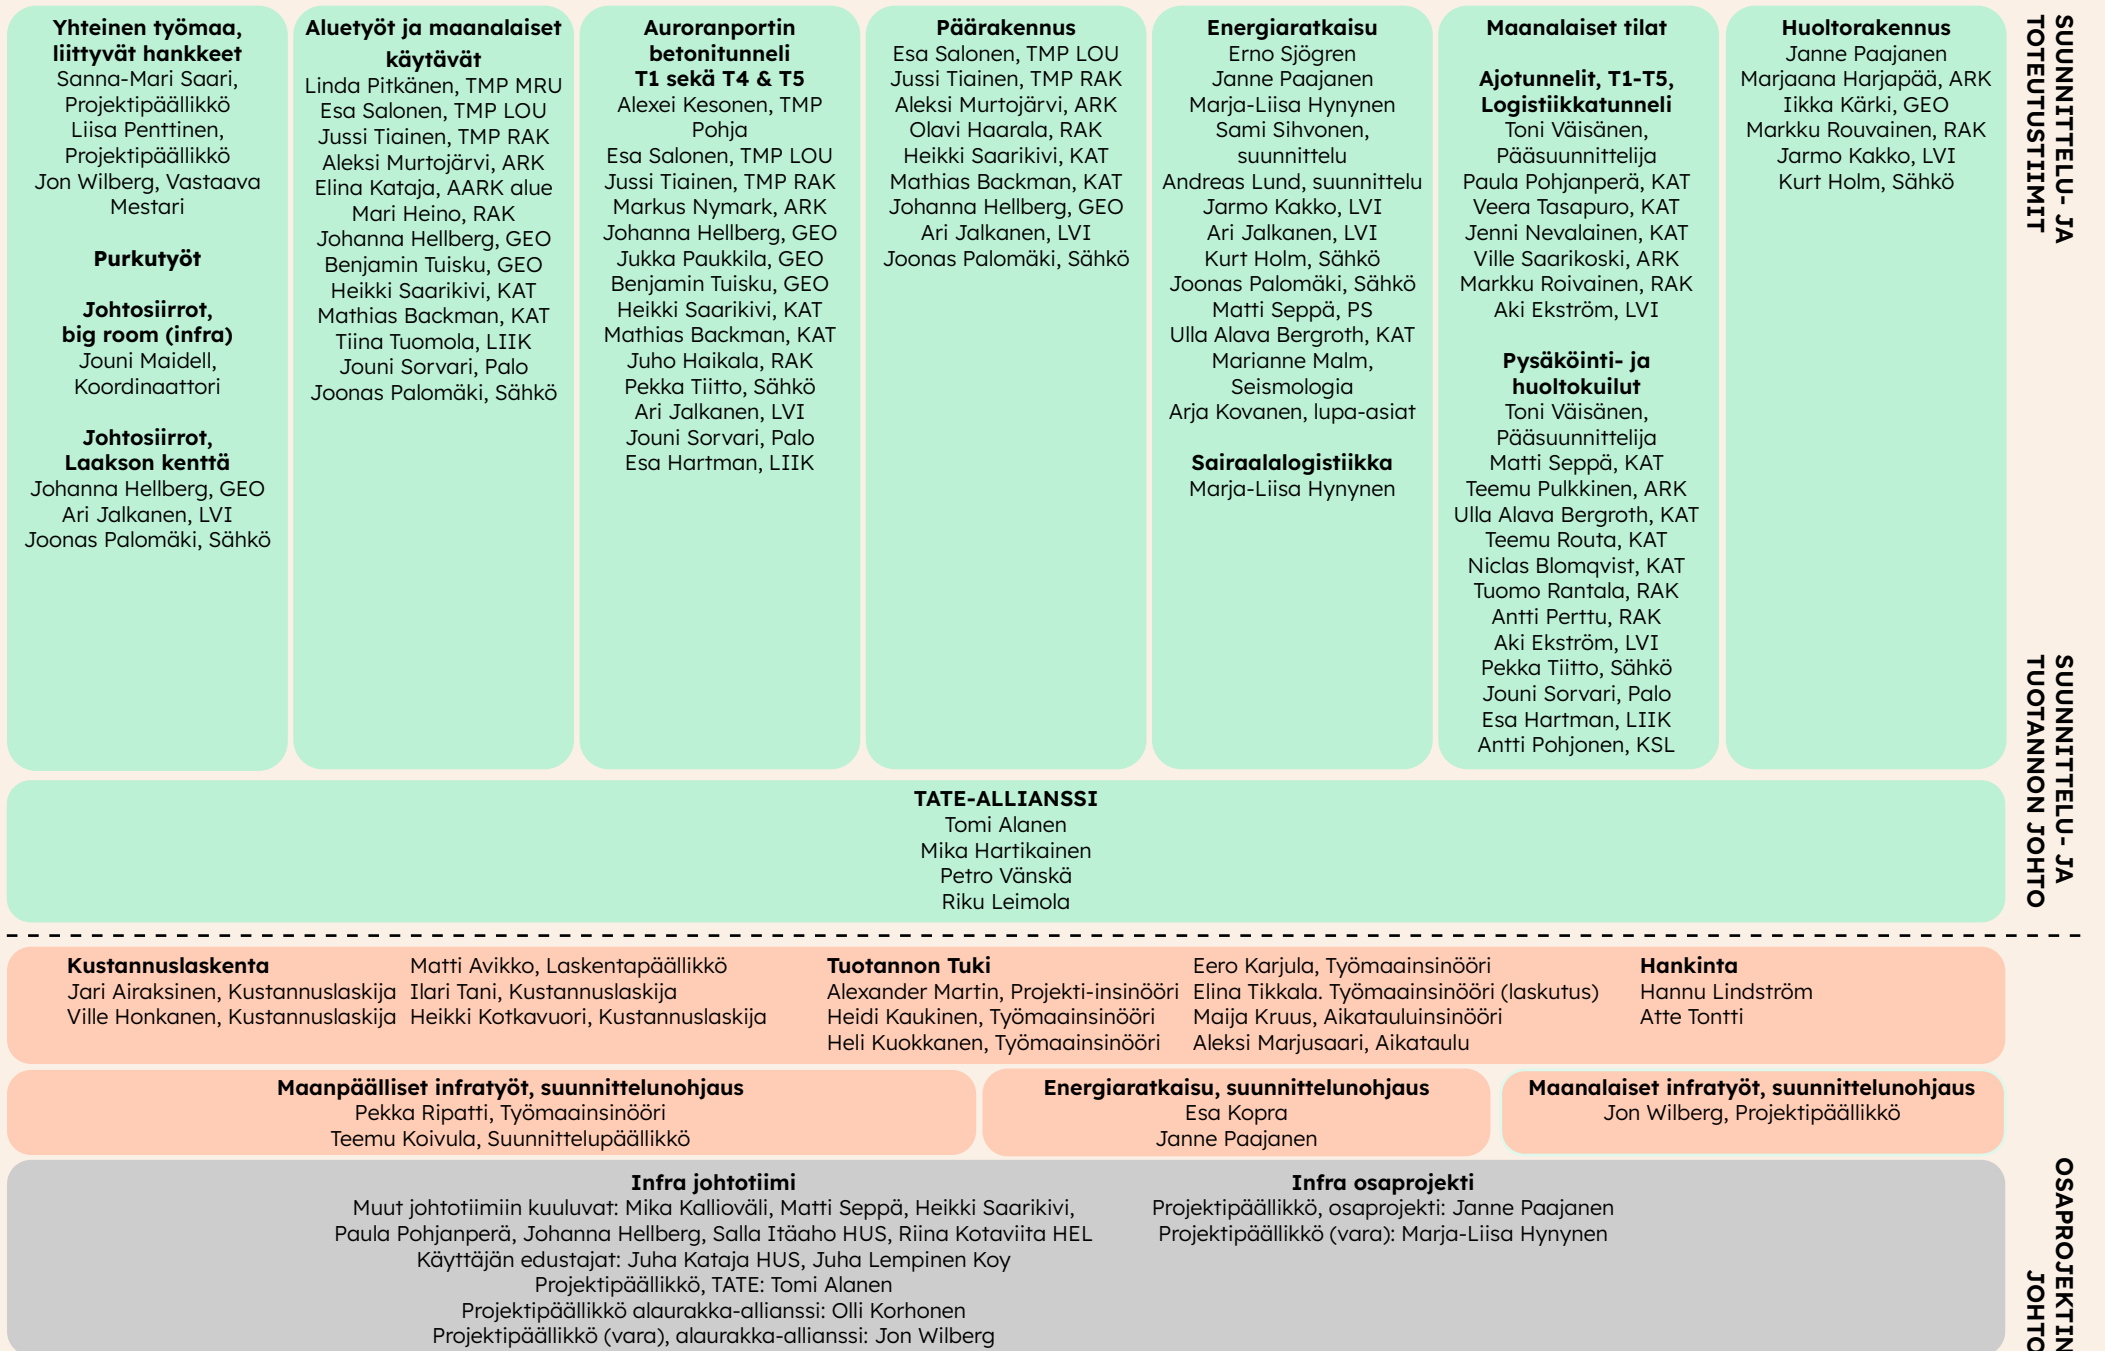 Yhteinen työmaa,
liittyvät hankkeet
Sanna-Mari Saari,
Projektipäällikkö
Liisa Penttinen,
Projektipäällikkö
Jon Wilberg, Vastaava
Mestari
Purkutyöt
Johtosiirrot,
big room (infra)
Jouni Maidell,
Koordinaattori
Johtosiirrot,
Laakson kenttä
Johanna Hellberg, GEO
Ari Jalkanen, LVI
Joonas Palomäki, Sähkö
Aluetyöt ja maanalaiset
käytävät
Linda Pitkänen, TMP MRU
Esa Salonen, TMP LOU
Jussi Tiainen, TMP RAK
Aleksi Murtojärvi, ARK
Elina Kataja, AARK alue
Mari Heino, RAK
Johanna Hellberg, GEO
Benjamin Tuisku, GEO
Heikki Saarikivi, KAT
Mathias Backman, KAT
Tiina Tuomola, LIIK
Jouni Sorvari, Palo
Joonas Palomäki, Sähkö
Auroranportin
betonitunneli
T1 sekä T4 & T5
Alexei Kesonen, TMP
Pohja
Esa Salonen, TMP LOU
Jussi Tiainen, TMP RAK
Markus Nymark, ARK
Johanna Hellberg, GEO
Jukka Paukkila, GEO
Benjamin Tuisku, GEO
Heikki Saarikivi, KAT
Mathias Backman, KAT
Juho Haikala, RAK
Pekka Tiitto, Sähkö
Ari Jalkanen, LVI
Jouni Sorvari, Palo
Esa Hartman, LIIK
Päärakennus
Esa Salonen, TMP LOU
Jussi Tiainen, TMP RAK
Aleksi Murtojärvi, ARK
Olavi Haarala, RAK
Heikki Saarikivi, KAT
Mathias Backman, KAT
Johanna Hellberg, GEO
Ari Jalkanen, LVI
Joonas Palomäki, Sähkö
Energiaratkaisu
Erno Sjögren
Janne Paajanen
Marja-Liisa Hynynen
Sami Sihvonen,
suunnittelu
Andreas Lund, suunnittelu
Jarmo Kakko, LVI
Ari Jalkanen, LVI
Kurt Holm, Sähkö
Joonas Palomäki, Sähkö
Matti Seppä, PS
Ulla Alava Bergroth, KAT
Marianne Malm,
Seismologia
Arja Kovanen, lupa-asiat
Sairaalalogistiikka
Marja-Liisa Hynynen
Maanalaiset tilat
Ajotunnelit, T1-T5,
Logistiikkatunneli
Toni Väisänen,
Pääsuunnittelija
Paula Pohjanperä, KAT
Veera Tasapuro, KAT
Jenni Nevalainen, KAT
Ville Saarikoski, ARK
Markku Roivainen, RAK
Aki Ekström, LVI
Pysäköinti- ja
huoltokuilut
Toni Väisänen,
Pääsuunnittelija
Matti Seppä, KAT
Teemu Pulkkinen, ARK
Ulla Alava Bergroth, KAT
Teemu Routa, KAT
Niclas Blomqvist, KAT
Tuomo Rantala, RAK
Antti Perttu, RAK
Aki Ekström, LVI
Pekka Tiitto, Sähkö
Jouni Sorvari, Palo
Esa Hartman, LIIK
Antti Pohjonen, KSL
Huoltorakennus
Janne Paajanen
Marjaana Harjapää, ARK
Iikka Kärki, GEO
Markku Rouvainen, RAK
Jarmo Kakko, LVI
Kurt Holm, Sähkö
SUUNNITTELU- JA
TOTEUTUSTIIMIT
TATE-ALLIANSSI
Tomi Alanen
Mika Hartikainen
Petro Vänskä
Riku Leimola
SUUNNITTELU- JA
TUOTANNON JOHTO
Kustannuslaskenta
Jari Airaksinen, Kustannuslaskija
Ville Honkanen, Kustannuslaskija
Matti Avikko, Laskentapäällikkö
Ilari Tani, Kustannuslaskija
Heikki Kotkavuori, Kustannuslaskija
Tuotannon Tuki
Alexander Martin, Projekti-insinööri
Heidi Kaukinen, Työmaainsinööri
Heli Kuokkanen, Työmaainsinööri
Eero Karjula, Työmaainsinööri
Elina Tikkala. Työmaainsinööri (laskutus)
Maija Kruus, Aikatauluinsinööri
Aleksi Marjusaari, Aikataulu
Hankinta
Hannu Lindström
Atte Tontti
Maanpäälliset infratyöt, suunnittelunohjaus
Pekka Ripatti, Työmaainsinööri
Teemu Koivula, Suunnittelupäällikkö
Energiaratkaisu, suunnittelunohjaus
Esa Kopra
Janne Paajanen
Maanalaiset infratyöt, suunnittelunohjaus
Jon Wilberg, Projektipäällikkö
Infra johtotiimi
Muut johtotiimiin kuuluvat: Mika Kallioväli, Matti Seppä, Heikki Saarikivi,
Paula Pohjanperä, Johanna Hellberg, Salla Itäaho HUS, Riina Kotaviita HEL
Käyttäjän edustajat: Juha Kataja HUS, Juha Lempinen Koy
Projektipäällikkö, TATE: Tomi Alanen
Projektipäällikkö alaurakka-allianssi: Olli Korhonen
Projektipäällikkö (vara), alaurakka-allianssi: Jon Wilberg
Infra osaprojekti
Projektipäällikkö, osaprojekti: Janne Paajanen
Projektipäällikkö (vara): Marja-Liisa Hynynen
OSAPROJEKTIN
JOHTO